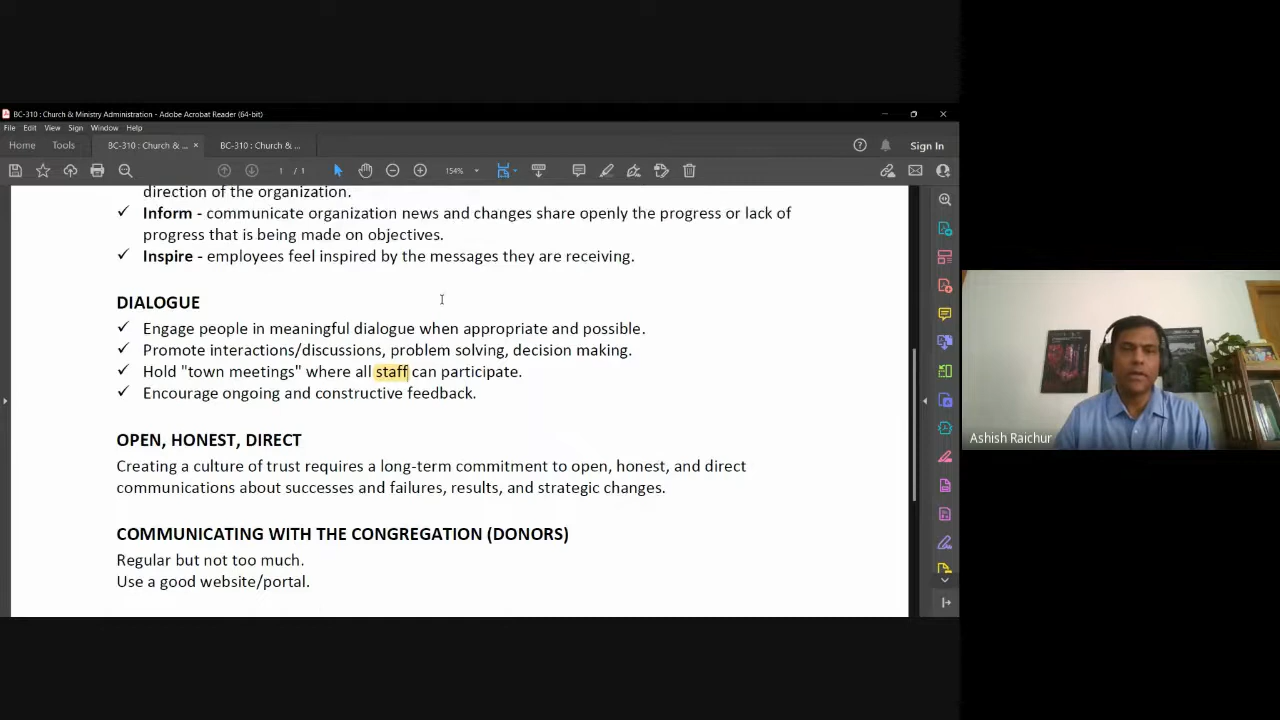 BC-310 : Church & Ministry Administration - Adobe Acrobat Reader (64-bit)
File Edit View Sign Window Help
Home Tools BC-310 : Church & ... × BC-310 : Church & ... Sign In
1 / 1 154%
direction of the organization.
✓ Inform - communicate organization news and changes share openly the progress or lack of
progress that is being made on objectives.
✓ Inspire - employees feel inspired by the messages they are receiving.
DIALOGUE
✓ Engage people in meaningful dialogue when appropriate and possible.
✓ Promote interactions/discussions, problem solving, decision making.
✓ Hold "town meetings" where all staff can participate.
✓ Encourage ongoing and constructive feedback.
OPEN, HONEST, DIRECT
Creating a culture of trust requires a long-term commitment to open, honest, and direct
communications about successes and failures, results, and strategic changes.
COMMUNICATING WITH THE CONGREGATION (DONORS)
Regular but not too much.
Use a good website/portal.
Ashish Raichur